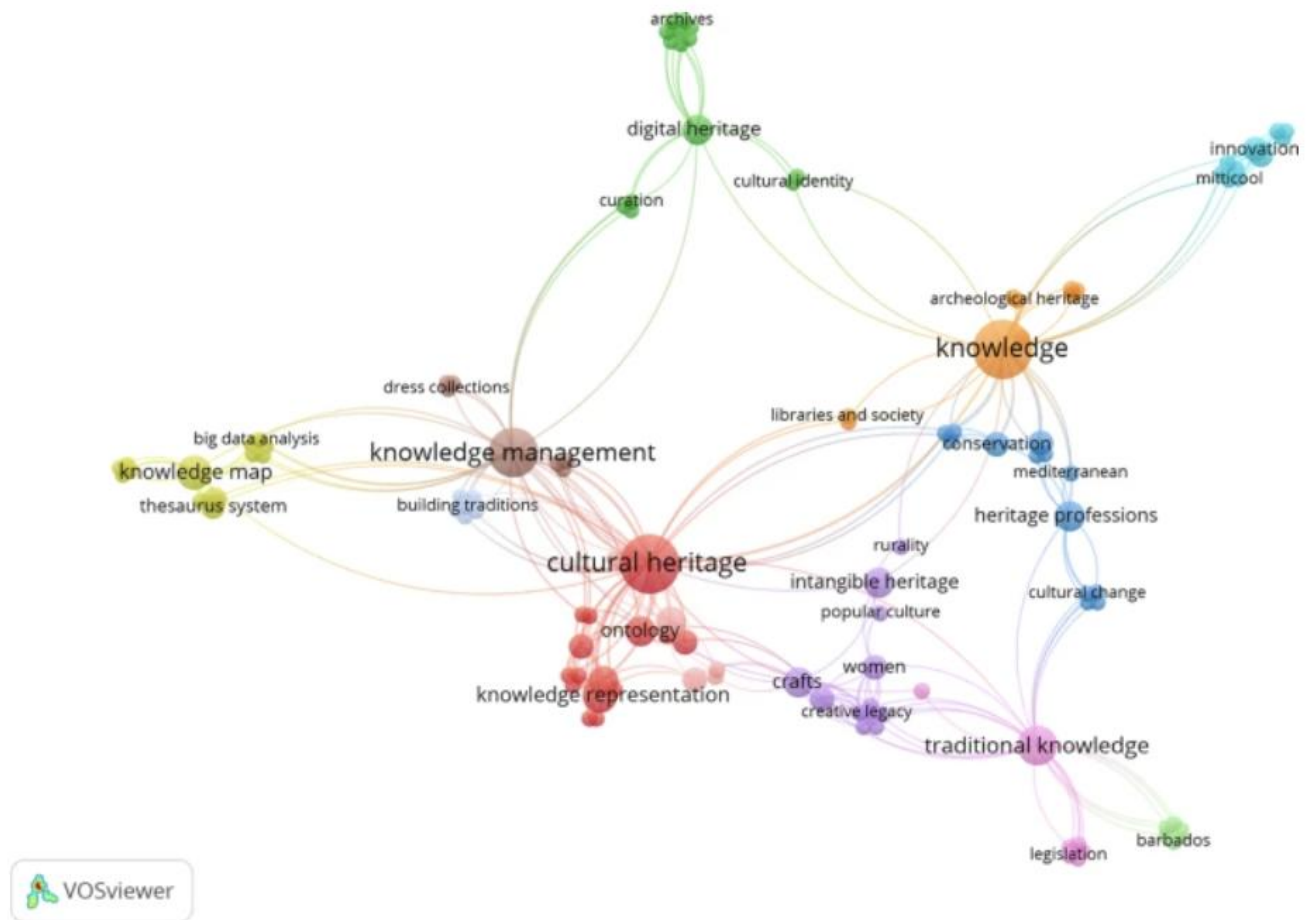 archives
digital heritage
cultural identity
curation
innovation
mitticool
archeological heritage
knowledge
dress collections
libraries and society
big data analysis
knowledge management
conservation
knowledge map
mediterranean
thesaurus system
building traditions
heritage professions
rurality
cultural heritage
intangible heritage
cultural change
popular culture
ontology
women
crafts
knowledge representation
creative legacy
traditional knowledge
barbados
legislation
VOSviewer